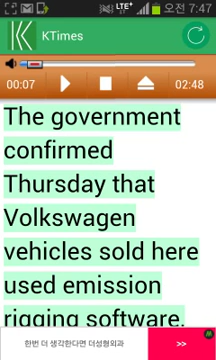 LTE 오전 7:47
KTimes
00:07
02:48
The government
confirmed
Thursday that
Volkswagen
vehicles sold here
used emission
rigging software.
한번 더 생각한다면 더성형외과
>>